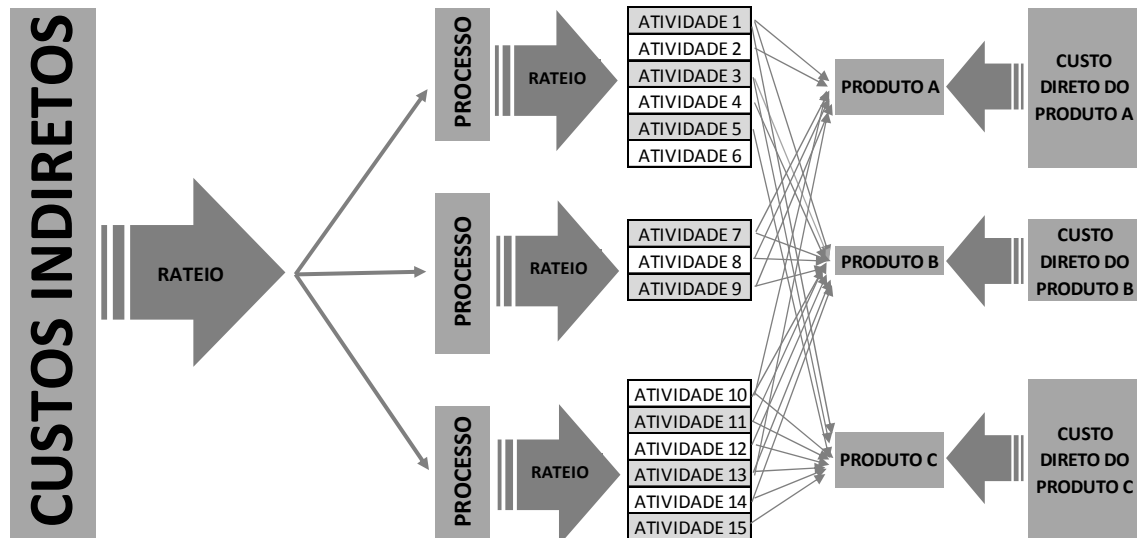 CUSTOS INDIRETOS
RATEIO
PROCESSO
RATEIO
ATIVIDADE 1
ATIVIDADE 2
ATIVIDADE 3
ATIVIDADE 4
ATIVIDADE 5
ATIVIDADE 6
PRODUTO A
CUSTO
DIRETO DO
PRODUTO A
PROCESSO
RATEIO
ATIVIDADE 7
ATIVIDADE 8
ATIVIDADE 9
PRODUTO B
CUSTO
DIRETO DO
PRODUTO B
PROCESSO
RATEIO
ATIVIDADE 10
ATIVIDADE 11
ATIVIDADE 12
ATIVIDADE 13
ATIVIDADE 14
ATIVIDADE 15
PRODUTO C
CUSTO
DIRETO DO
PRODUTO C